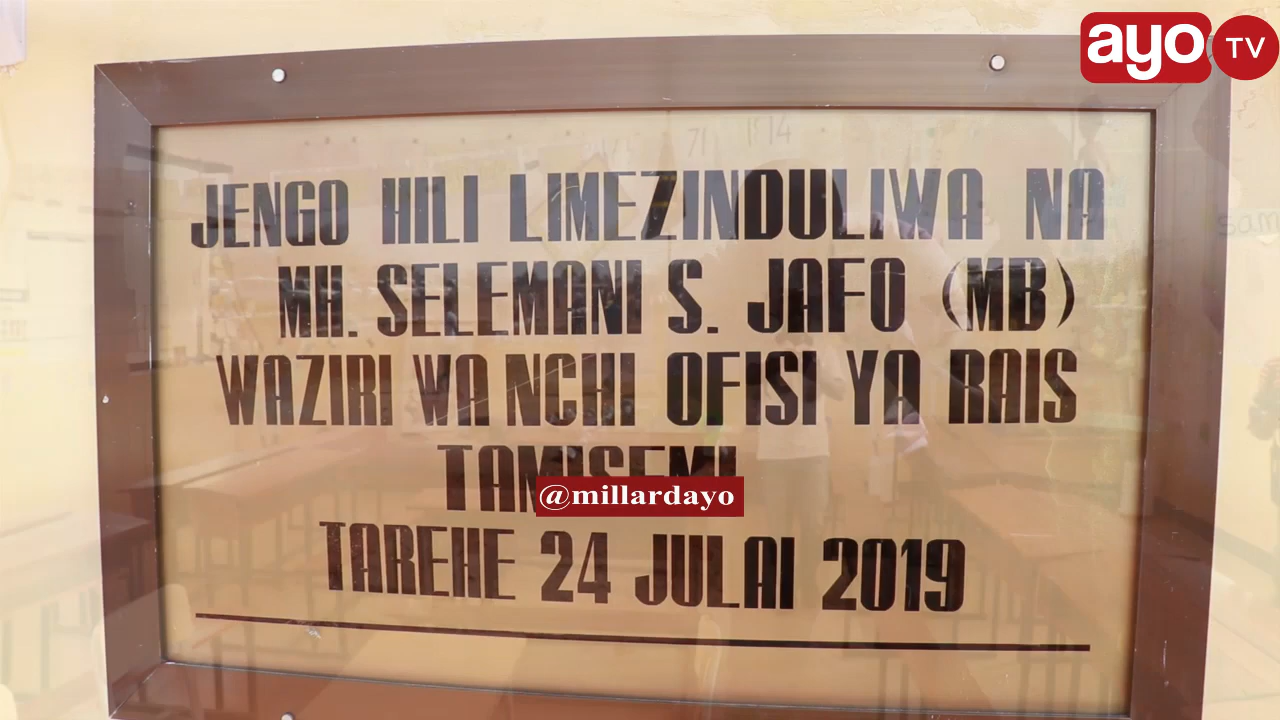 ayo TV
JENGO HILI LIMEZINDULIWA NA
MH. SELEMANI S. JAFO (MB)
WAZIRI WA NCHI OFISI YA RAIS
TAMISEMI
@millardayo
TAREHE 24 JULAI 2019